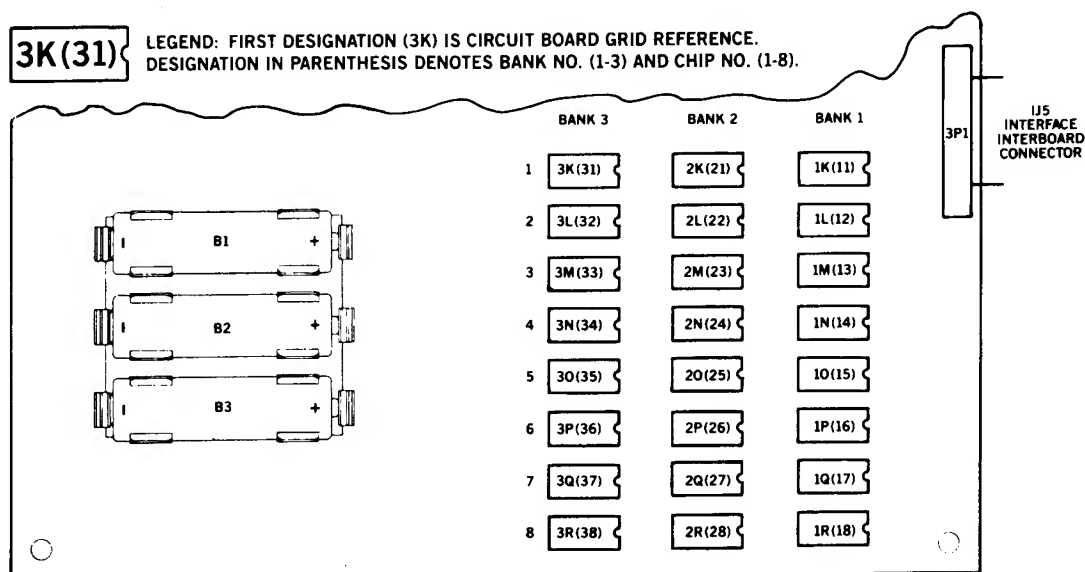 3K(31)
LEGEND: FIRST DESIGNATION (3K) IS CIRCUIT BOARD GRID REFERENCE.
DESIGNATION IN PARENTHESIS DENOTES BANK NO. (1-3) AND CHIP NO. (1-8).
3P1
1J5
INTERFACE
INTERBOARD
CONNECTOR
BANK 3 BANK 2 BANK 1
1 3K(31) 2K(21) 1K(11)
2 3L(32) 2L(22) 1L(12)
3 3M(33) 2M(23) 1M(13)
4 3N(34) 2N(24) 1N(14)
5 3O(35) 2O(25) 1O(15)
6 3P(36) 2P(26) 1P(16)
7 3Q(37) 2Q(27) 1Q(17)
8 3R(38) 2R(28) 1R(18)
- B1 +
- B2 +
- B3 +